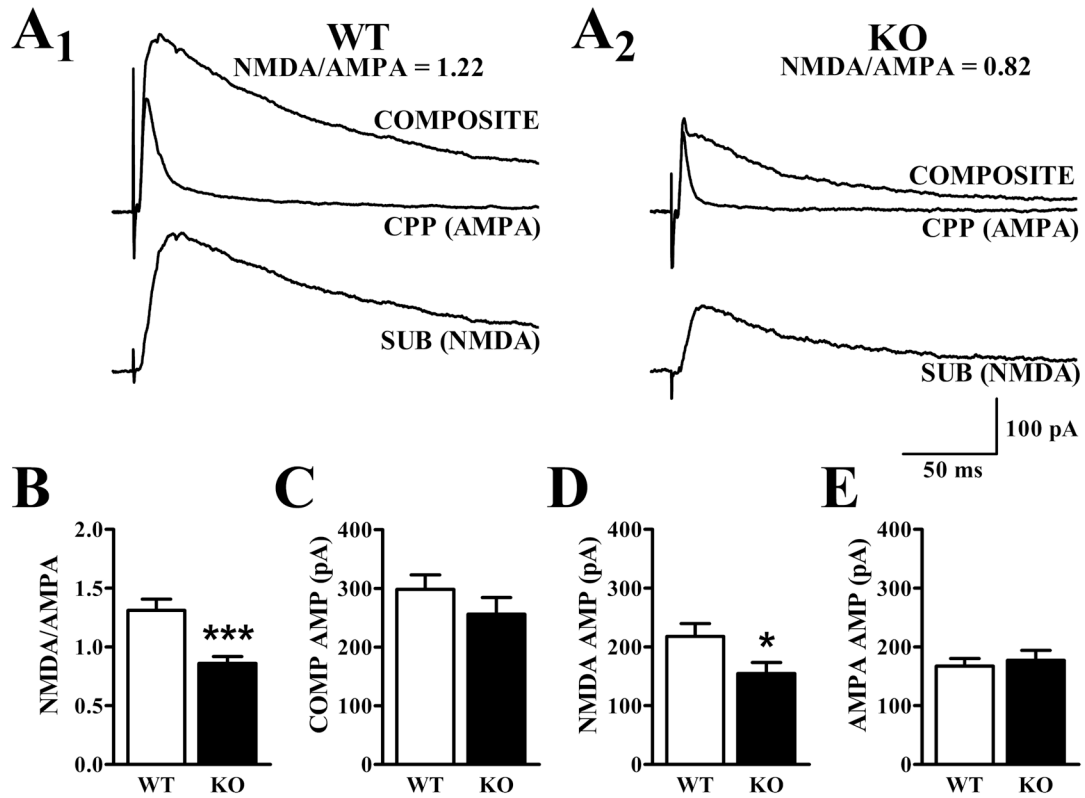 A1 WT
NMDA/AMPA = 1.22
COMPOSITE
CPP (AMPA)
SUB (NMDA)
A2 KO
NMDA/AMPA = 0.82
COMPOSITE
CPP (AMPA)
SUB (NMDA)
100 pA
50 ms
B
NMDA/AMPA
2.0
1.5
1.0
0.5
0.0
***
WT KO
C
COMP AMP (pA)
400
300
200
100
0
WT KO
D
NMDA AMP (pA)
400
300
200
100
0
*
WT KO
E
AMPA AMP (pA)
400
300
200
100
0
WT KO